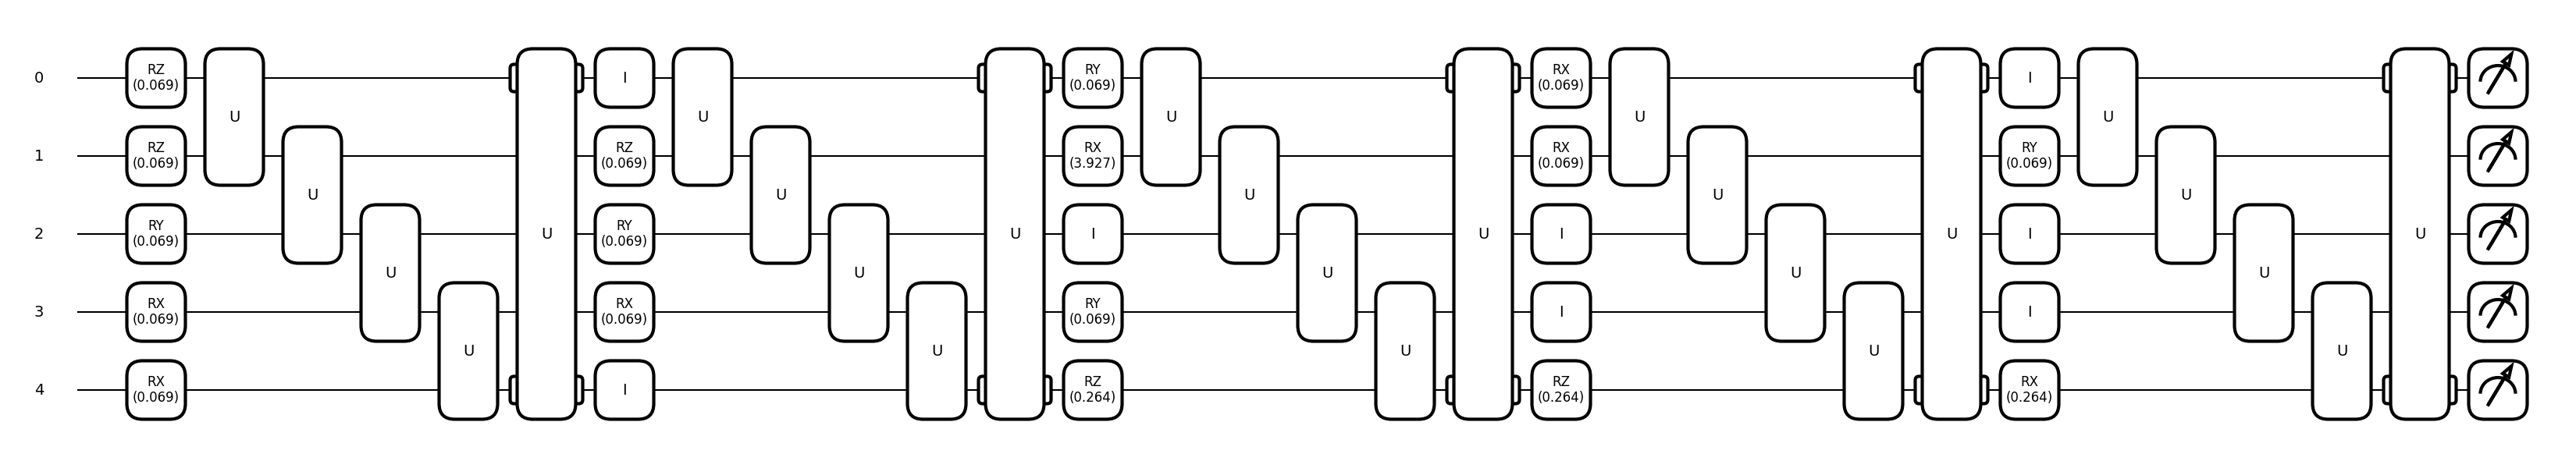 0 RZ (0.069) U I U RY (0.069) U RX (0.069) U I U
1 RZ (0.069) U RZ (0.069) U RX (3.927) U RX (0.069) U RY (0.069) U
2 RY (0.069) U RY (0.069) U I U I U I U
3 RX (0.069) U RX (0.069) U RY (0.069) U I U I U
4 RX (0.069) U I U RZ (0.264) U RZ (0.264) U RX (0.264) U
U U U U U